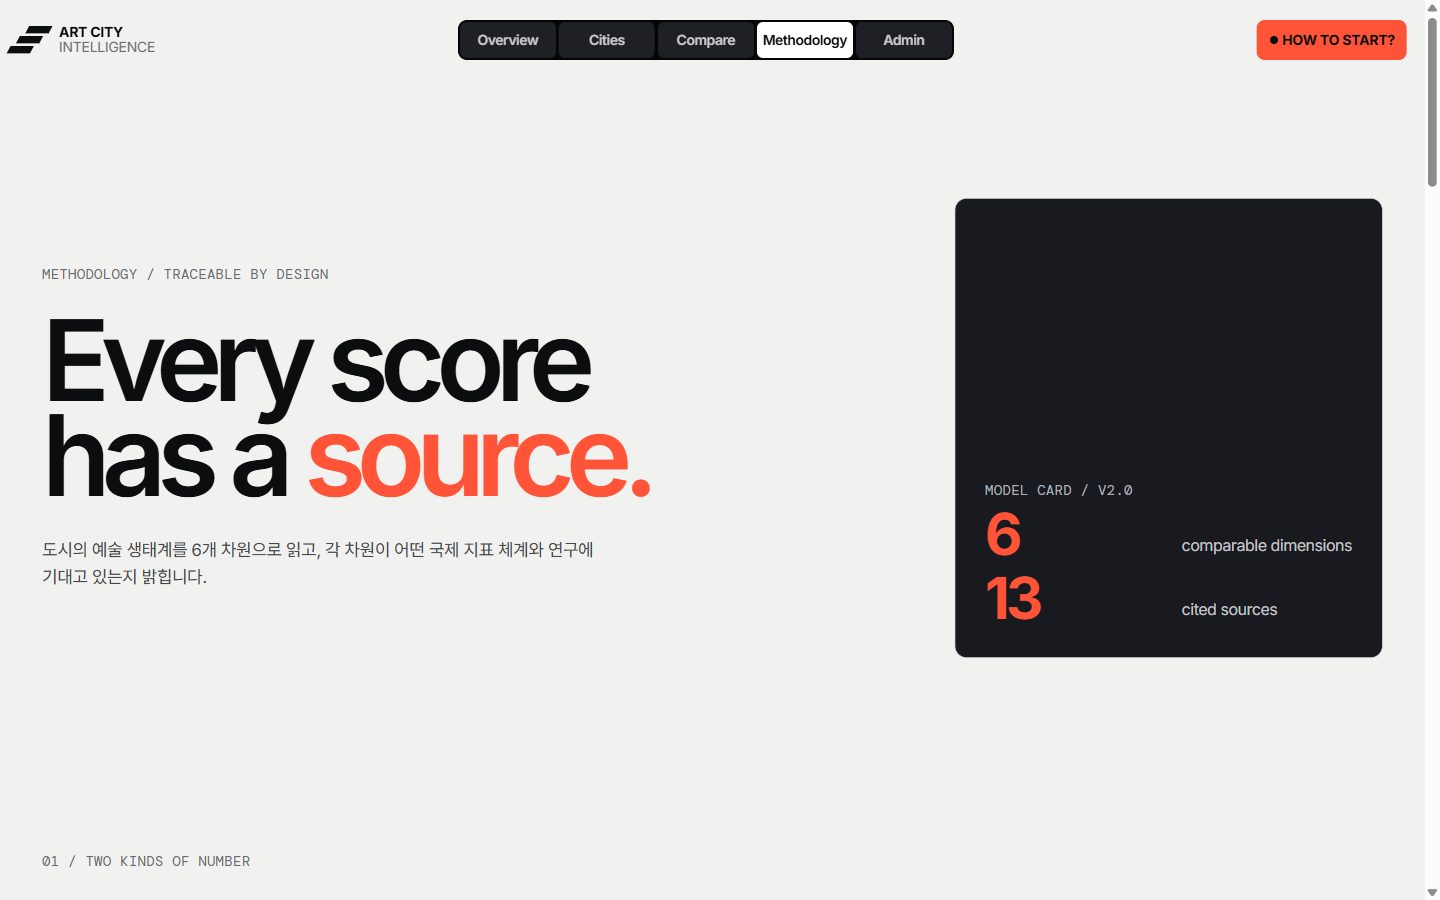 ART CITY
INTELLIGENCE
Overview
Cities
Compare
Methodology
Admin
HOW TO START?
METHODOLOGY / TRACEABLE BY DESIGN
Every score
has a source.
도시의 예술 생태계를 6개 차원으로 읽고, 각 차원이 어떤 국제 지표 체계와 연구에
기대고 있는지 밝힙니다.
MODEL CARD / V2.0
6 comparable dimensions
13 cited sources
01 / TWO KINDS OF NUMBER